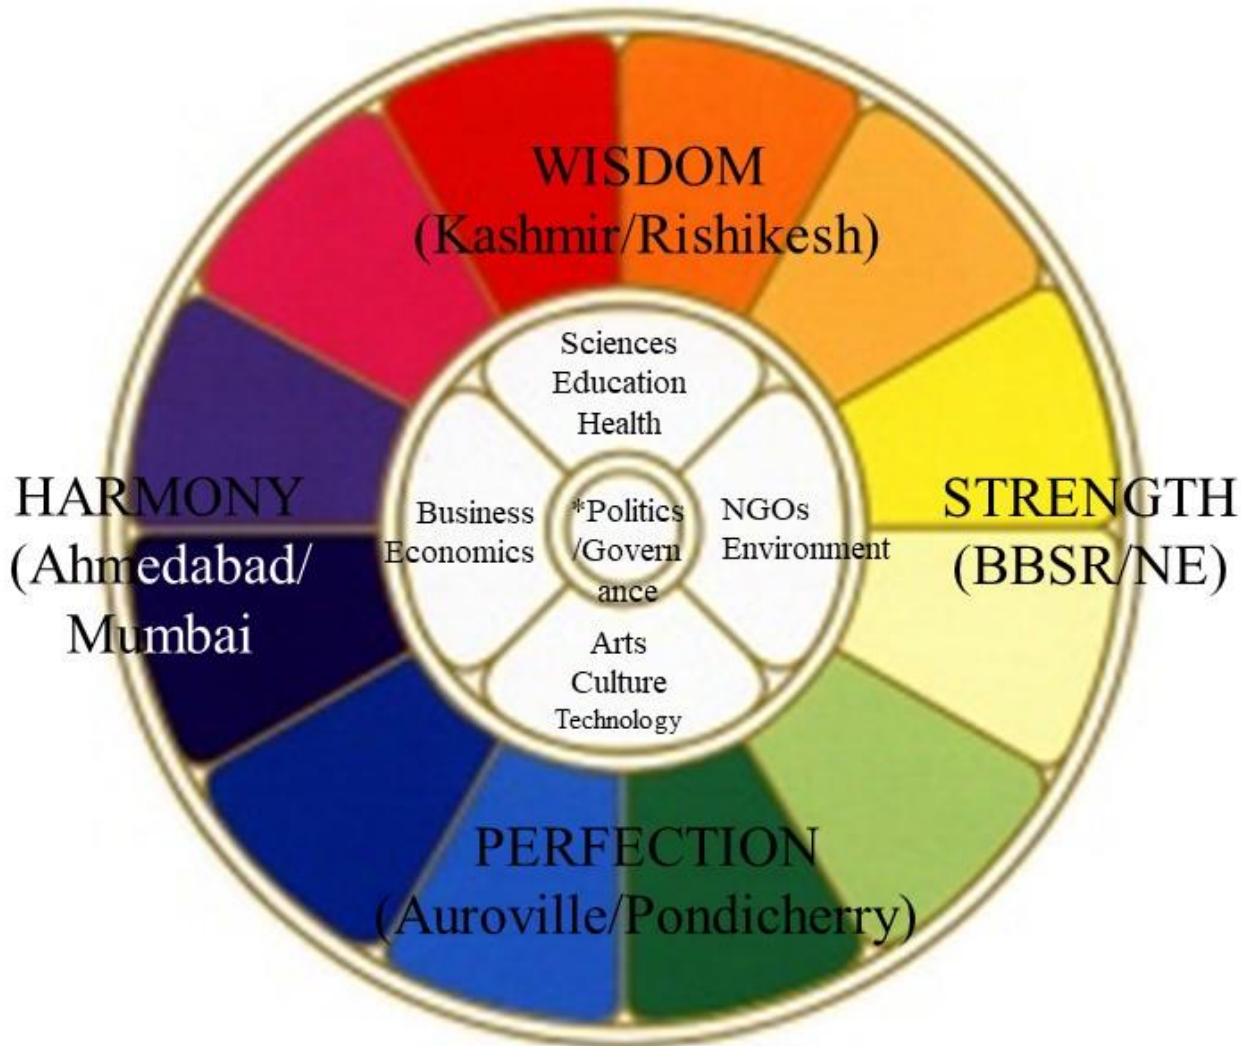 WISDOM
(Kashmir/Rishikesh)
Sciences
Education
Health
HARMONY
(Ahmedabad/
Mumbai
Business
Economics
*Politics
/Govern
ance
NGOs
Environment
STRENGTH
(BBSR/NE)
Arts
Culture
Technology
PERFECTION
(Auroville/Pondicherry)